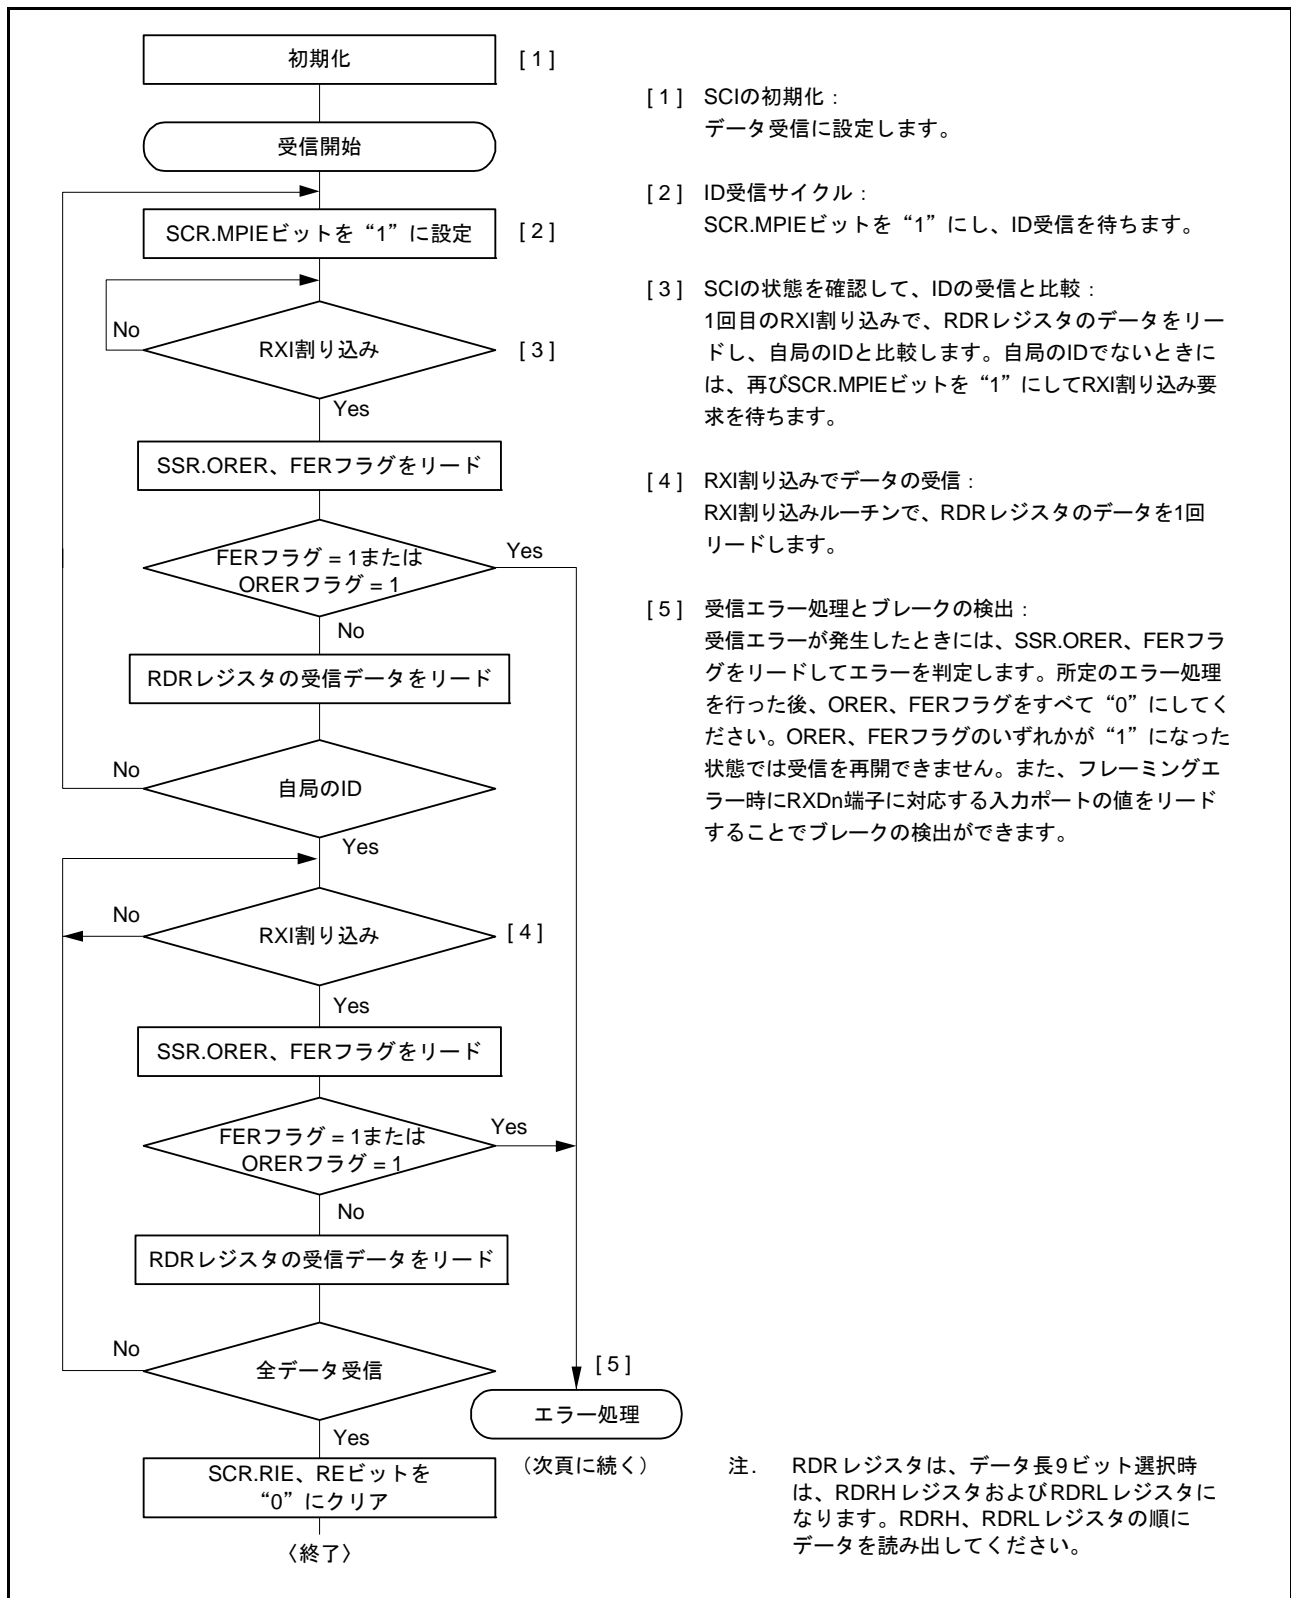 初期化
[ 1 ]
受信開始
SCR.MPIEビットを“1”に設定
[ 2 ]
No
RXI割り込み
[ 3 ]
Yes
SSR.ORER、FERフラグをリード
FERフラグ = 1または
ORERフラグ = 1
Yes
No
RDRレジスタの受信データをリード
No
自局のID
Yes
No
RXI割り込み
[ 4 ]
Yes
SSR.ORER、FERフラグをリード
FERフラグ = 1または
ORERフラグ = 1
Yes
No
RDRレジスタの受信データをリード
No
全データ受信
[ 5 ]
エラー処理
Yes
(次頁に続く)
SCR.RIE、REビットを
“0”にクリア
〈終了〉
[ 1 ] SCIの初期化：
データ受信に設定します。
[ 2 ] ID受信サイクル：
SCR.MPIEビットを“1”にし、ID受信を待ちます。
[ 3 ] SCIの状態を確認して、IDの受信と比較：
1回目のRXI割り込みで、RDRレジスタのデータをリー
ドし、自局のIDと比較します。自局のIDでないときに
は、再びSCR.MPIEビットを“1”にしてRXI割り込み要
求を待ちます。
[ 4 ] RXI割り込みでデータの受信：
RXI割り込みルーチンで、RDRレジスタのデータを1回
リードします。
[ 5 ] 受信エラー処理とブレークの検出：
受信エラーが発生したときには、SSR.ORER、FERフラ
グをリードしてエラーを判定します。所定のエラー処理
を行った後、ORER、FERフラグをすべて“0”にしてく
ださい。ORER、FERフラグのいずれかが“1”になった
状態では受信を再開できません。また、フレーミングエ
ラー時にRXDn端子に対応する入力ポートの値をリード
することでブレークの検出ができます。
注. RDRレジスタは、データ長9ビット選択時
は、RDRHレジスタおよびRDRLレジスタに
なります。RDRH、RDRLレジスタの順に
データを読み出してください。